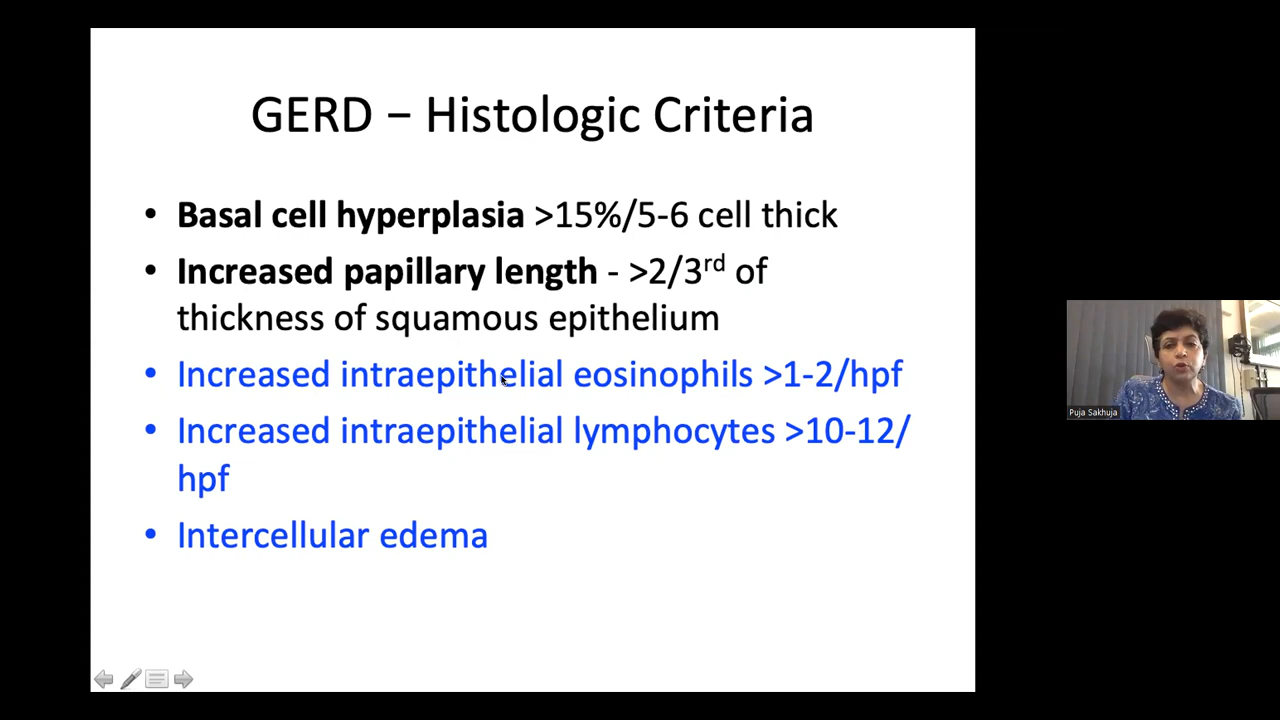 GERD – Histologic Criteria
• Basal cell hyperplasia >15%/5-6 cell thick
• Increased papillary length - >2/3rd of
thickness of squamous epithelium
• Increased intraepithelial eosinophils >1-2/hpf
• Increased intraepithelial lymphocytes >10-12/
hpf
• Intercellular edema
Puja Sakhuja